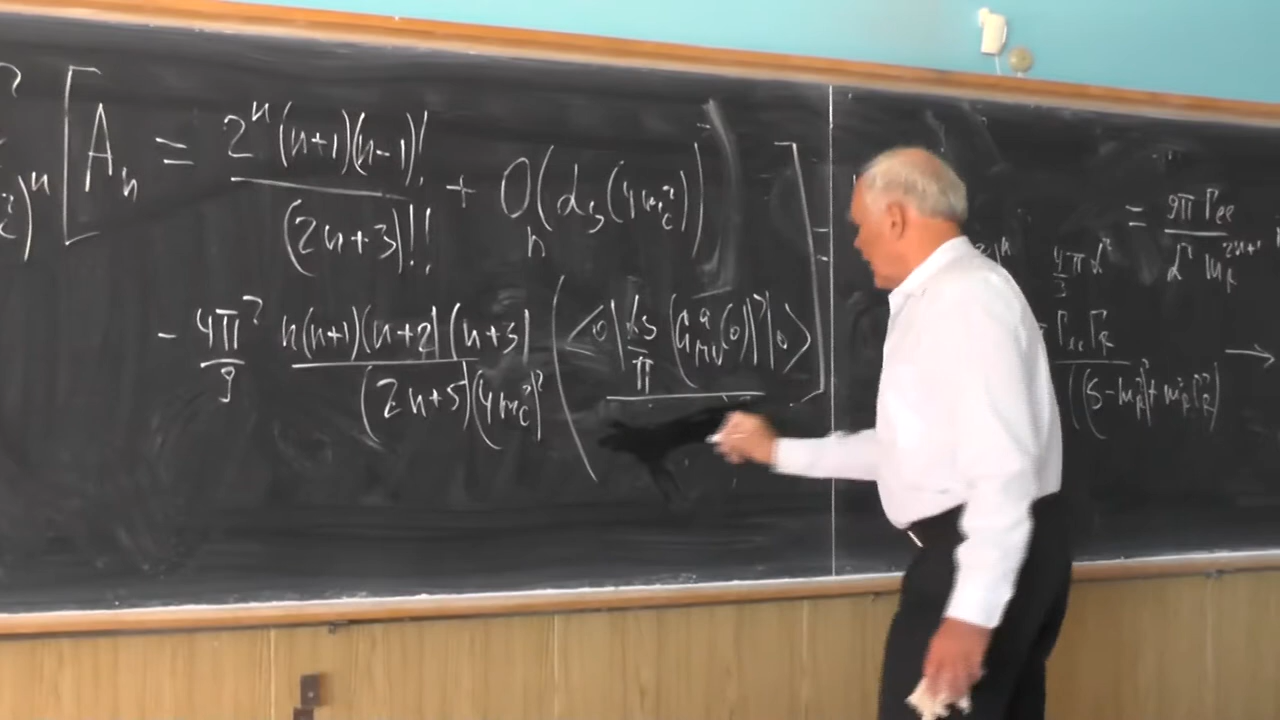 [A_n = 2^n (n+1)(n-1)! / (2n+3)!! + O_n(α_s(4m_c^2))
)^n
- 4π^2/9 n(n+1)(n+2)(n+3) / (2n+5)(4m_c^2)^2 (<0| α_s/π (G^a_μν(0))^2 |0>]
= 9π Γee / α^2 m_R^2n+1
4/3 π α^2
Γee Γ_R / ((s-m_R^2)^2 + m_R^2 Γ_R^2) →